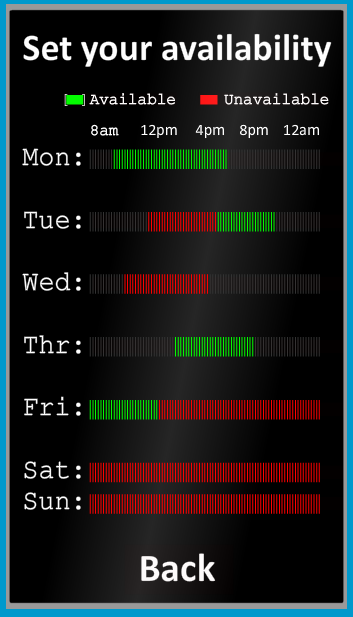 Set your availability
Available Unavailable
8am 12pm 4pm 8pm 12am
Mon:
Tue:
Wed:
Thr:
Fri:
Sat:
Sun:
Back